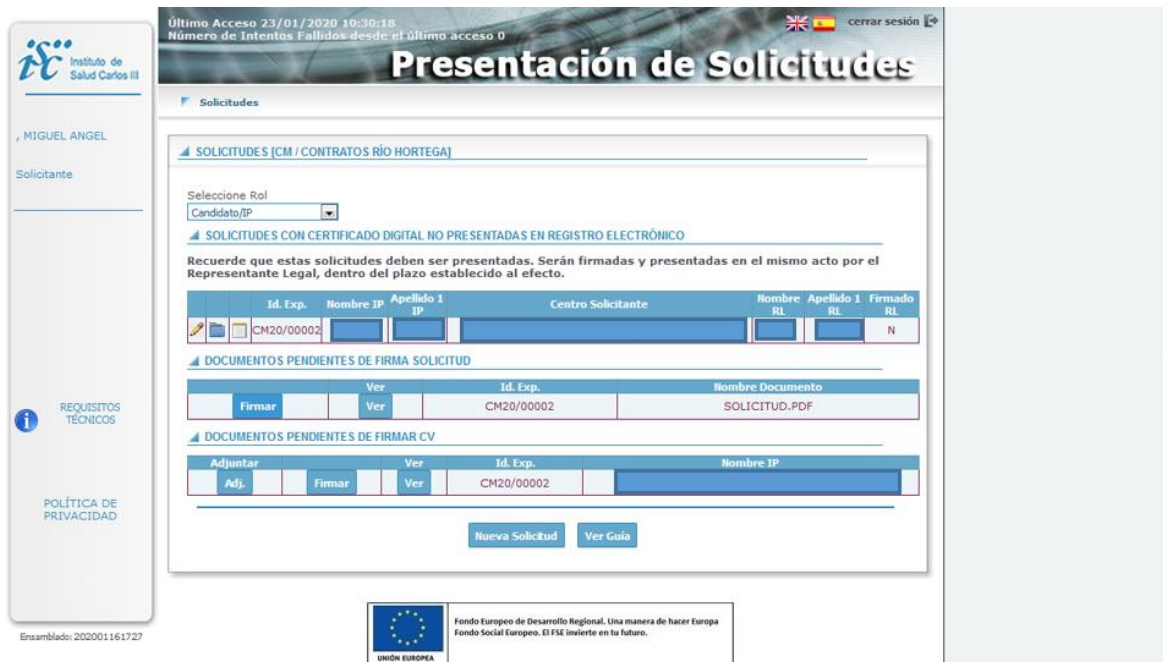 Último Acceso 23/01/2020 10:30:18
Número de Intentos Fallidos desde el último acceso 0
cerrar sesión
Presentación de Solicitudes
isc
Instituto de
Salud Carlos III
Solicitudes
, MIGUEL ANGEL
Solicitante
SOLICITUDES [CM / CONTRATOS RÍO HORTEGA]
Seleccione Rol
Candidato/IP
SOLICITUDES CON CERTIFICADO DIGITAL NO PRESENTADAS EN REGISTRO ELECTRÓNICO
Recuerde que estas solicitudes deben ser presentadas. Serán firmadas y presentadas en el mismo acto por el
Representante Legal, dentro del plazo establecido al efecto.
Id. Exp. Nombre IP Apellido 1 IP Centro Solicitante Nombre RL Apellido 1 RL Firmado RL
CM20/00002 N
DOCUMENTOS PENDIENTES DE FIRMA SOLICITUD
Ver Id. Exp. Nombre Documento
Firmar Ver CM20/00002 SOLICITUD.PDF
DOCUMENTOS PENDIENTES DE FIRMAR CV
Adjuntar Ver Id. Exp. Nombre IP
Adj. Firmar Ver CM20/00002
Nueva Solicitud Ver Guía
REQUISITOS
TÉCNICOS
POLÍTICA DE
PRIVACIDAD
Ensamblado: 202001161727
Fondo Europeo de Desarrollo Regional. Una manera de hacer Europa
Fondo Social Europeo. El FSE invierte en tu futuro.
UNIÓN EUROPEA